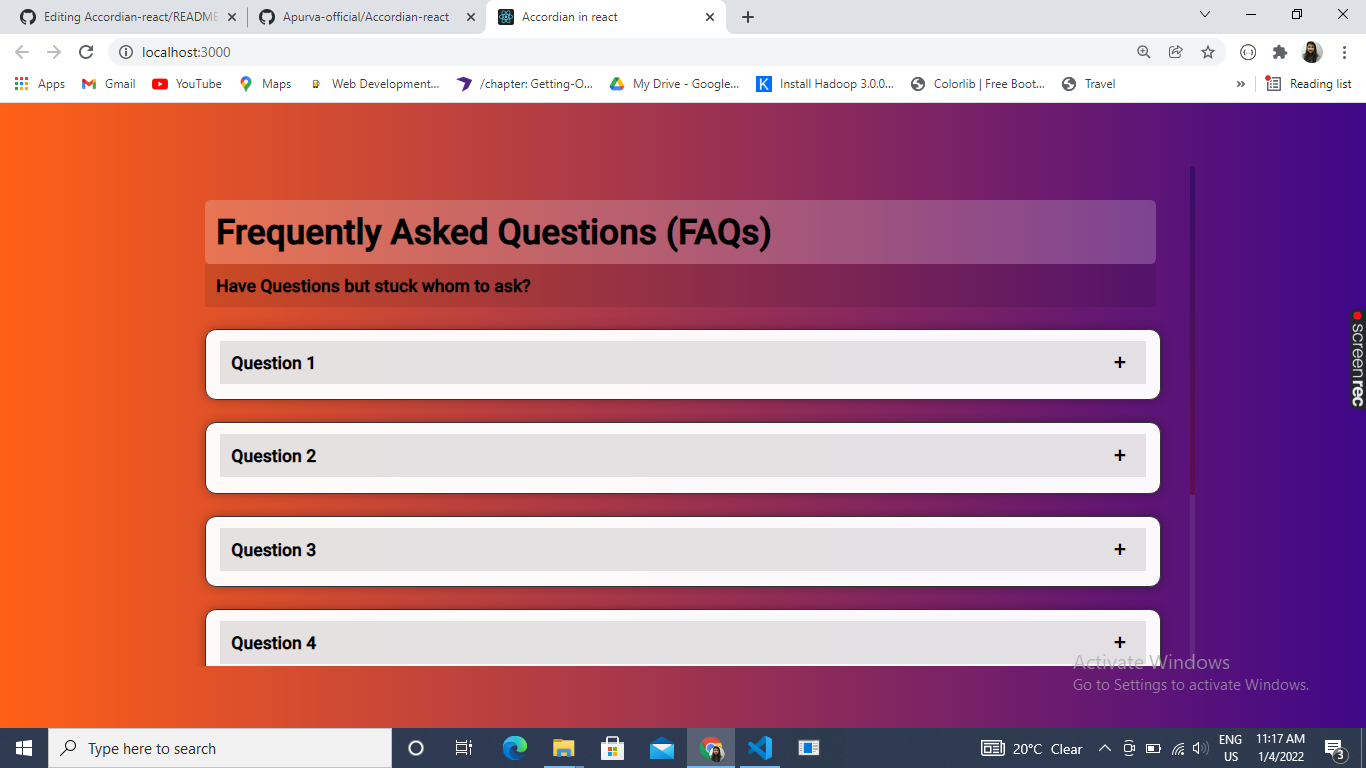 Editing Accordian-react/README
Apurva-official/Accordian-react
Accordian in react
localhost:3000
Apps
Gmail
YouTube
Maps
Web Development...
/chapter: Getting-O...
My Drive - Google...
Install Hadoop 3.0.0...
Colorlib | Free Boot...
Travel
»
Reading list
Frequently Asked Questions (FAQs)
Have Questions but stuck whom to ask?
Question 1 +
Question 2 +
Question 3 +
Question 4 +
screenrec
Activate Windows
Go to Settings to activate Windows.
Type here to search
20°C Clear
ENG
US
11:17 AM
1/4/2022
3